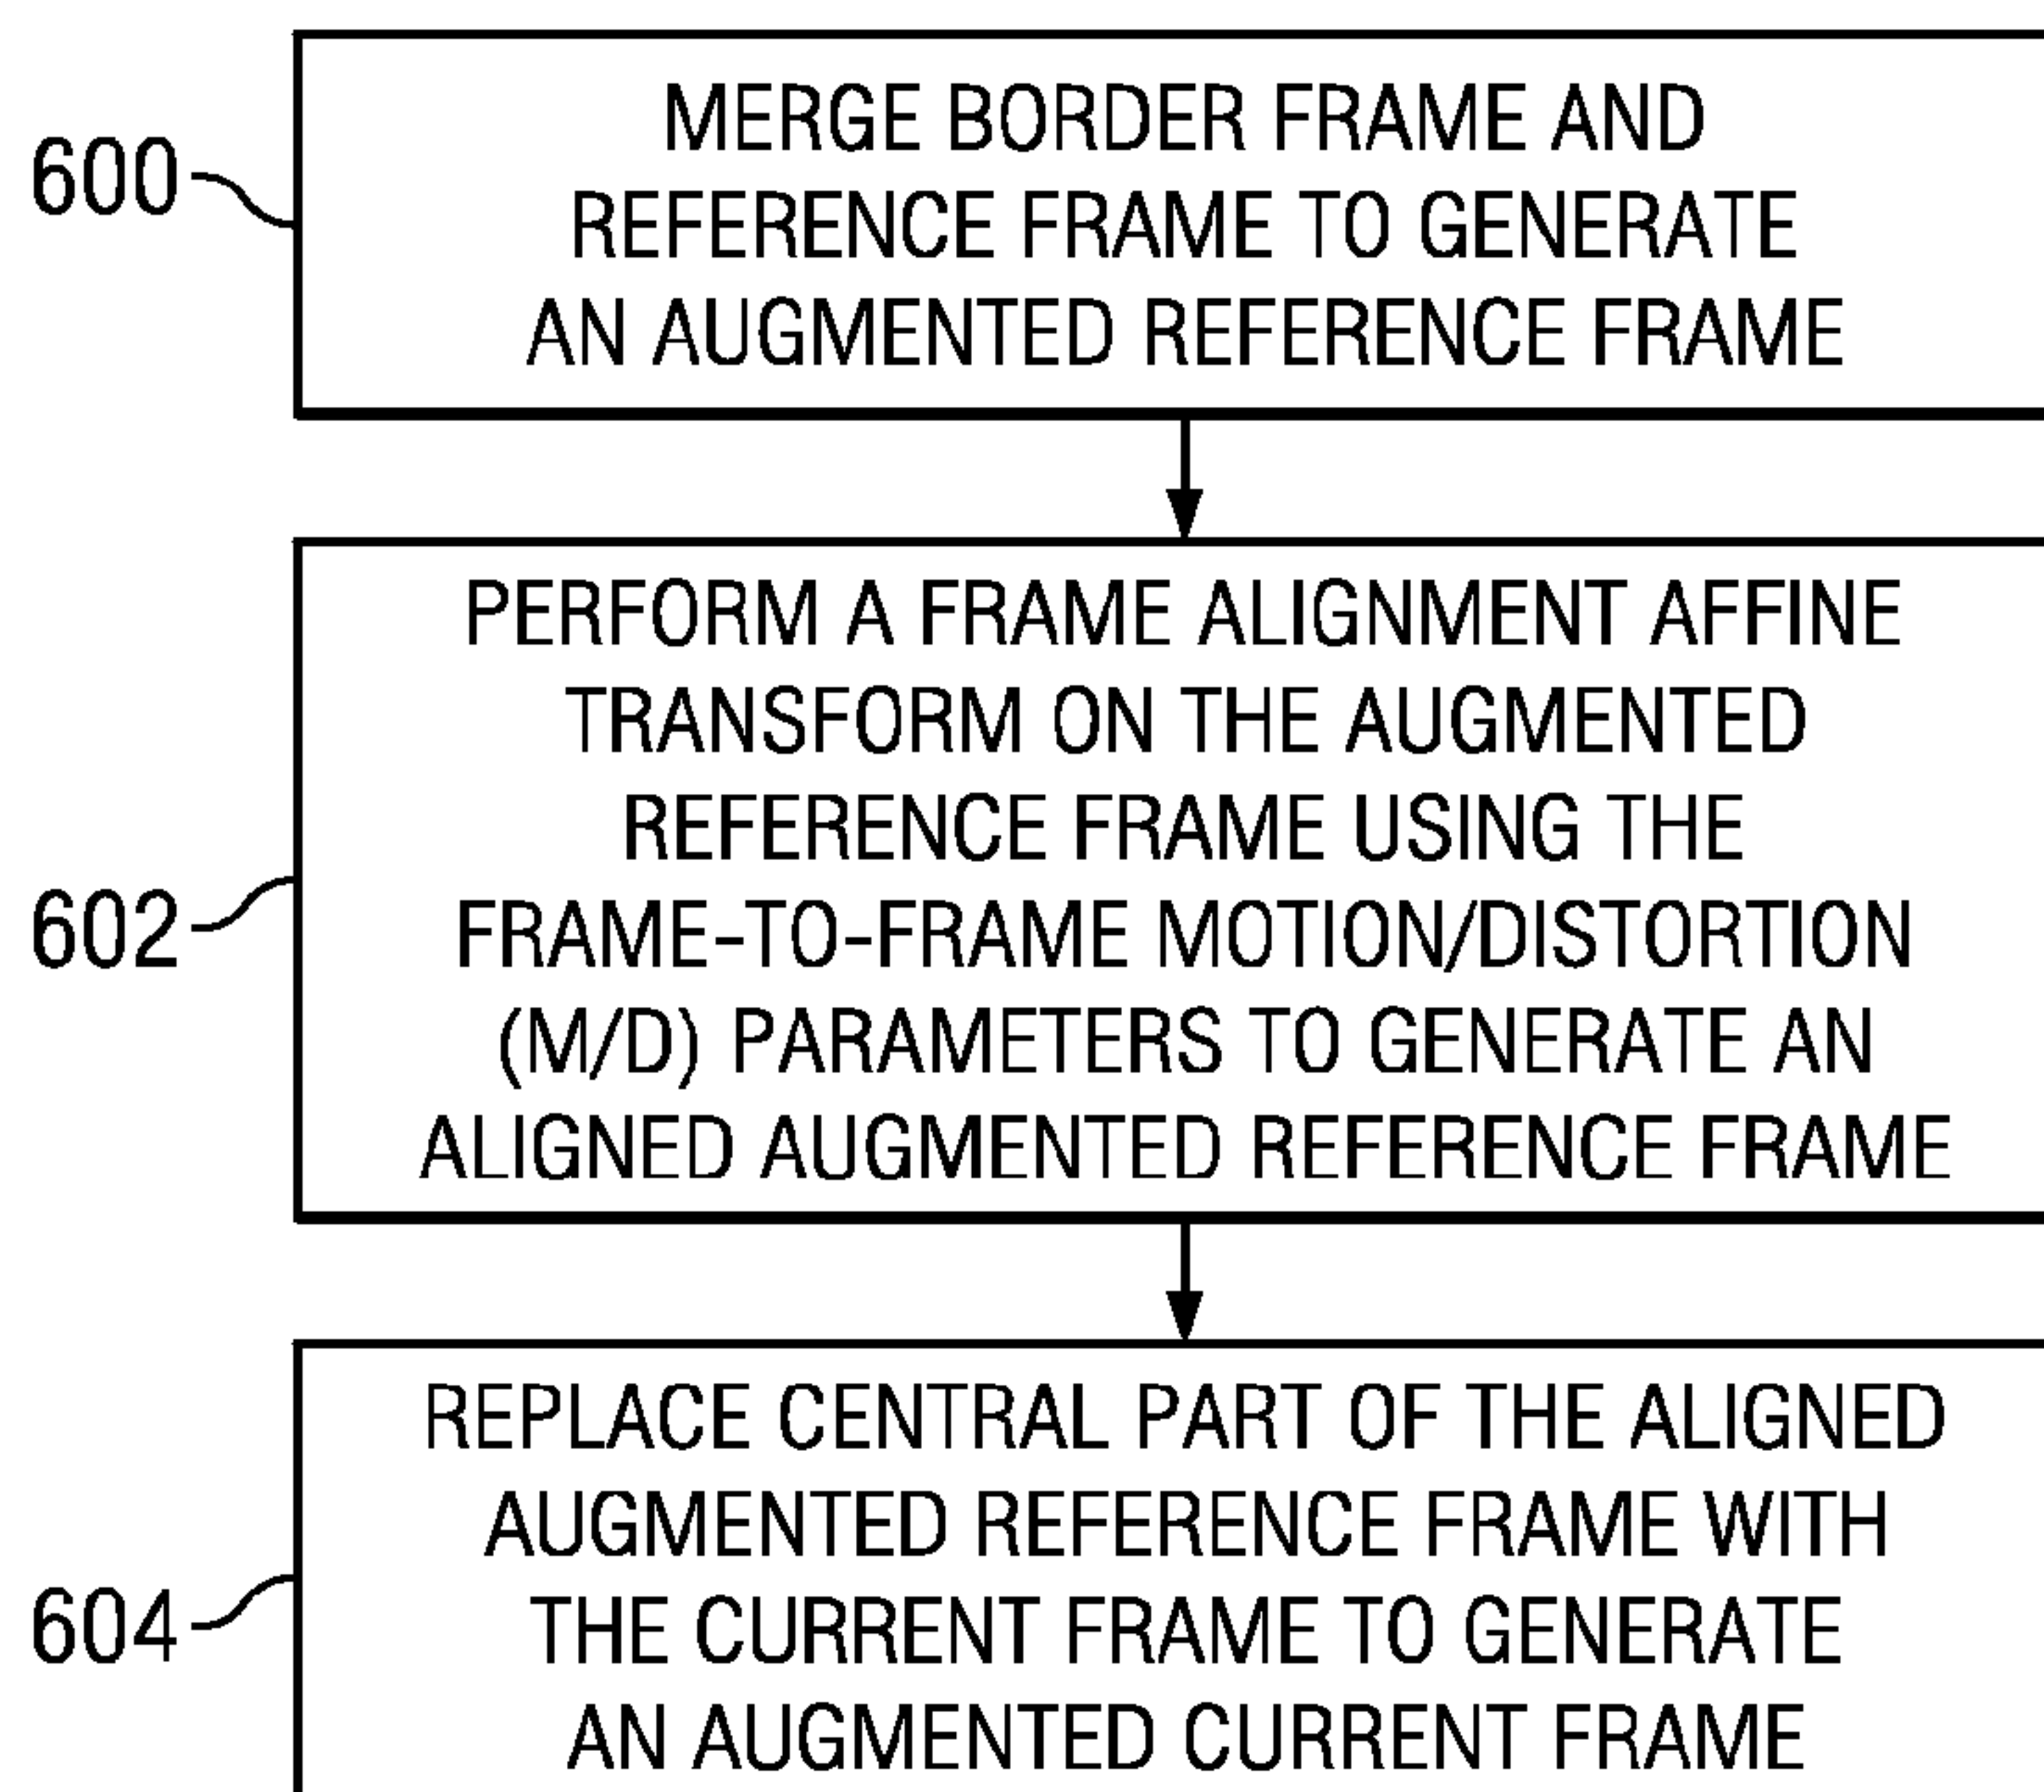 600
MERGE BORDER FRAME AND
REFERENCE FRAME TO GENERATE
AN AUGMENTED REFERENCE FRAME
602
PERFORM A FRAME ALIGNMENT AFFINE
TRANSFORM ON THE AUGMENTED
REFERENCE FRAME USING THE
FRAME-TO-FRAME MOTION/DISTORTION
(M/D) PARAMETERS TO GENERATE AN
ALIGNED AUGMENTED REFERENCE FRAME
604
REPLACE CENTRAL PART OF THE ALIGNED
AUGMENTED REFERENCE FRAME WITH
THE CURRENT FRAME TO GENERATE
AN AUGMENTED CURRENT FRAME